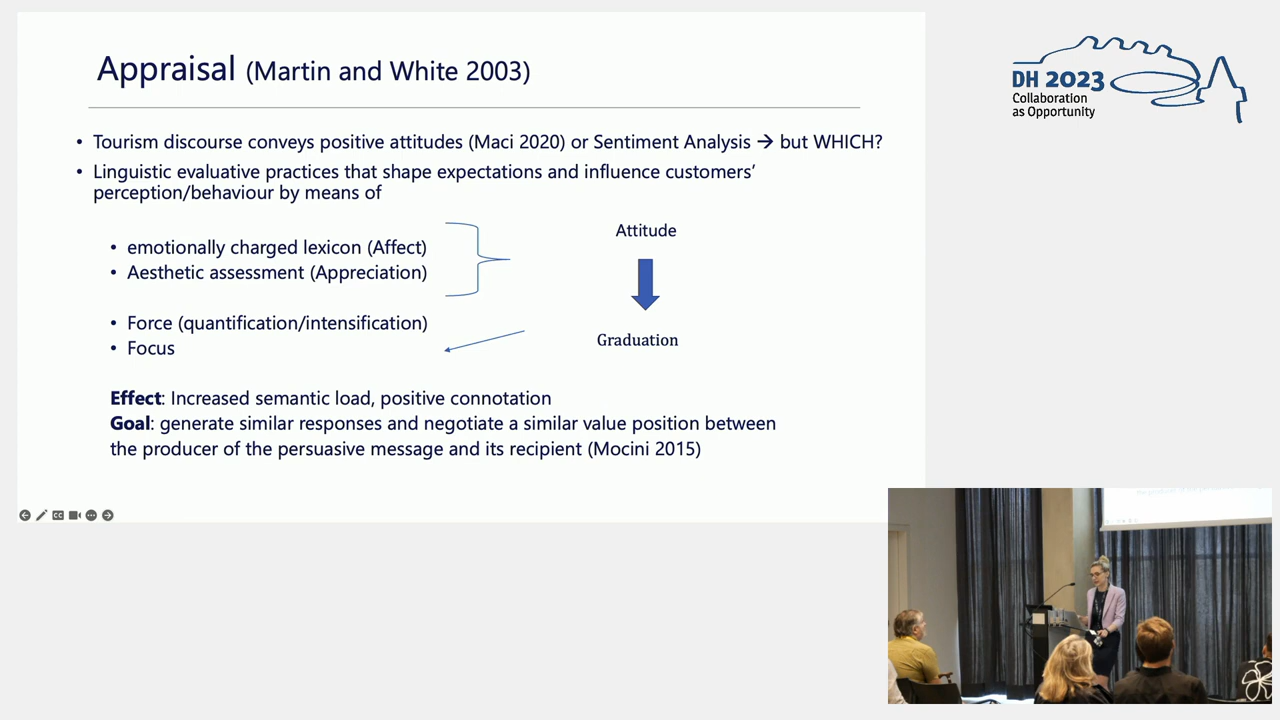 Appraisal (Martin and White 2003)
• Tourism discourse conveys positive attitudes (Maci 2020) or Sentiment Analysis → but WHICH?
• Linguistic evaluative practices that shape expectations and influence customers'
perception/behaviour by means of
• emotionally charged lexicon (Affect)
• Aesthetic assessment (Appreciation)
Attitude
• Force (quantification/intensification)
• Focus
Graduation
Effect: Increased semantic load, positive connotation
Goal: generate similar responses and negotiate a similar value position between
the producer of the persuasive message and its recipient (Mocini 2015)
DH 2023
Collaboration
as Opportunity